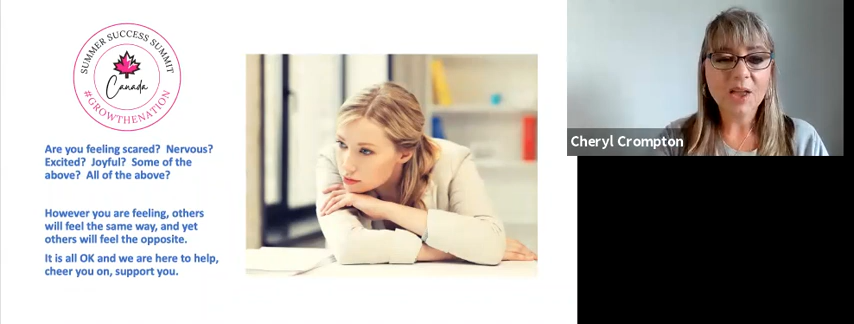 SUMMER SUCCESS SUMMIT
Canada
#GROWTHENATION
Are you feeling scared? Nervous?
Excited? Joyful? Some of the
above? All of the above?
However you are feeling, others
will feel the same way, and yet
others will feel the opposite.
It is all OK and we are here to help,
cheer you on, support you.
Cheryl Crompton